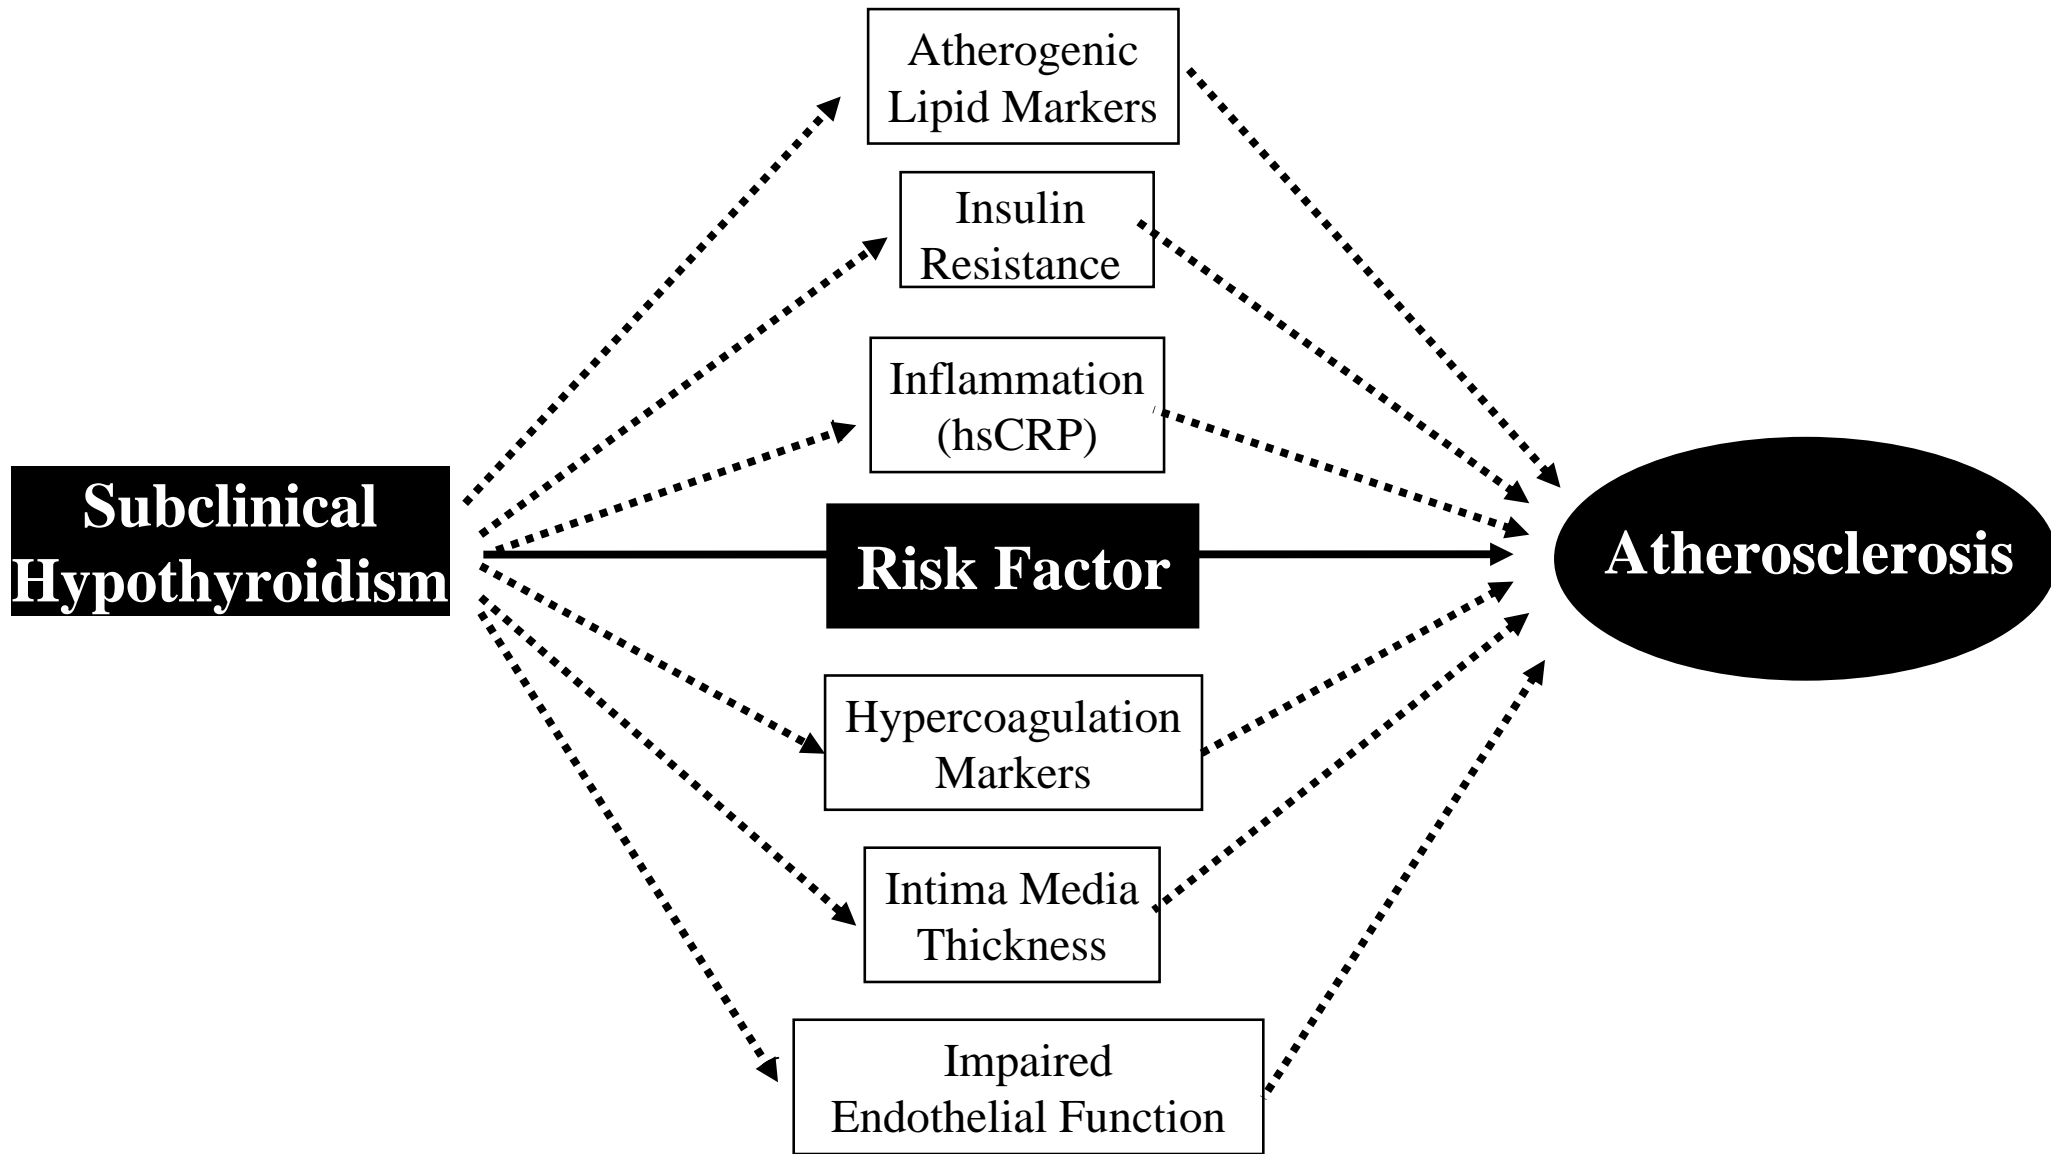 Atherogenic
Lipid Markers
Insulin
Resistance
Inflammation
(hsCRP)
Subclinical
Hypothyroidism
Risk Factor
Atherosclerosis
Hypercoagulation
Markers
Intima Media
Thickness
Impaired
Endothelial Function